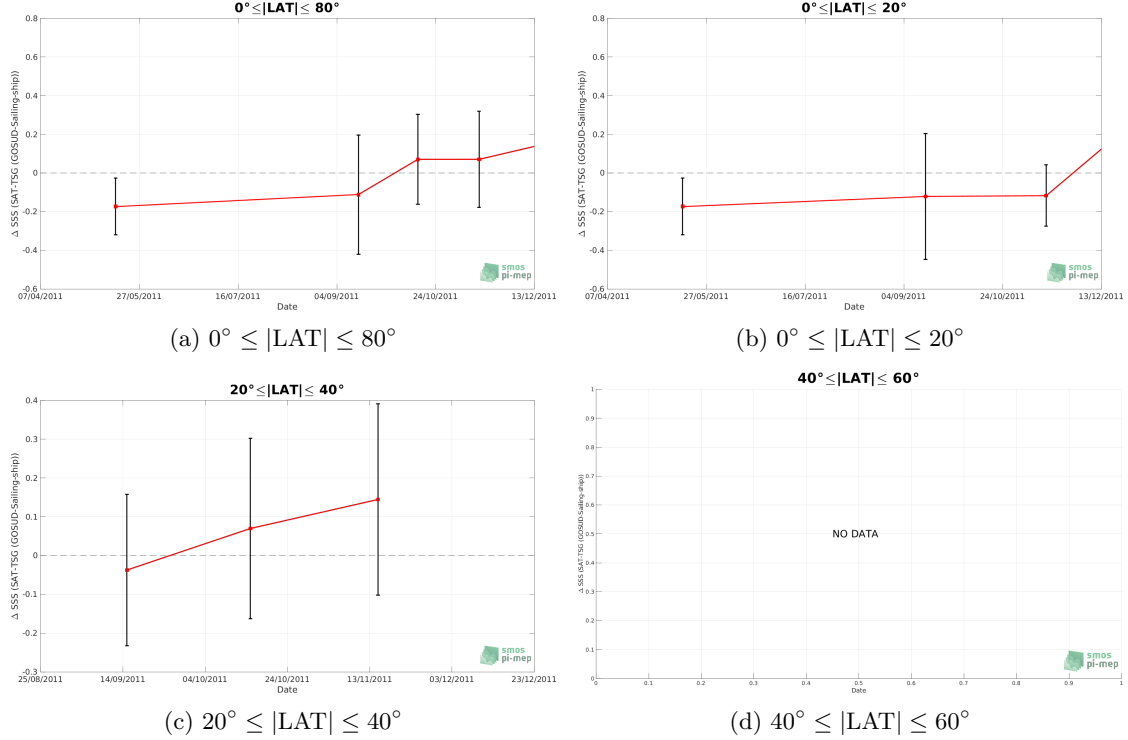 0°≤|LAT|≤ 80°
0.8
0.6
0.4
0.2
0
-0.2
-0.4
-0.6
Δ SSS (SAT-TSG (GOSUD-Sailing-ship))
07/04/2011 27/05/2011 16/07/2011 04/09/2011 24/10/2011 13/12/2011
Date
smos
pi-mep
(a) 0° ≤ |LAT| ≤ 80°
0°≤|LAT|≤ 20°
0.8
0.6
0.4
0.2
0
-0.2
-0.4
-0.6
Δ SSS (SAT-TSG (GOSUD-Sailing-ship))
07/04/2011 27/05/2011 16/07/2011 04/09/2011 24/10/2011 13/12/2011
Date
smos
pi-mep
(b) 0° ≤ |LAT| ≤ 20°
20°≤|LAT|≤ 40°
0.4
0.3
0.2
0.1
0
-0.1
-0.2
-0.3
Δ SSS (SAT-TSG (GOSUD-Sailing-ship))
25/08/2011 14/09/2011 04/10/2011 24/10/2011 13/11/2011 03/12/2011 23/12/2011
Date
smos
pi-mep
(c) 20° ≤ |LAT| ≤ 40°
40°≤|LAT|≤ 60°
1
0.9
0.8
0.7
0.6
0.5
0.4
0.3
0.2
0.1
0
Δ SSS (SAT-TSG (GOSUD-Sailing-ship))
NO DATA
0 0.1 0.2 0.3 0.4 0.5 0.6 0.7 0.8 0.9 1
Date
smos
pi-mep
(d) 40° ≤ |LAT| ≤ 60°